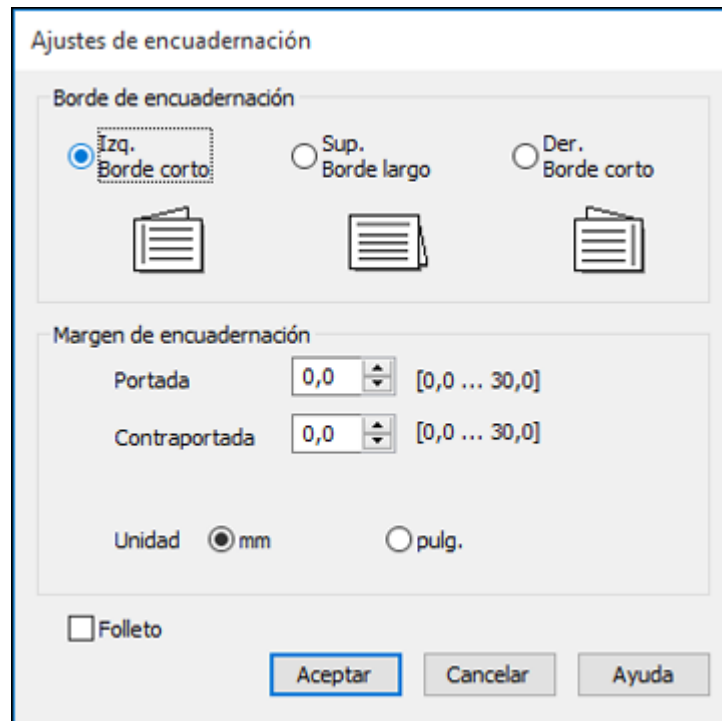 Ajustes de encuadernación
Borde de encuadernación
Izq. Sup. Der.
Borde corto Borde largo Borde corto
Margen de encuadernación
Portada 0,0 [0,0 ... 30,0]
Contraportada 0,0 [0,0 ... 30,0]
Unidad mm pulg.
Folleto
Aceptar Cancelar Ayuda